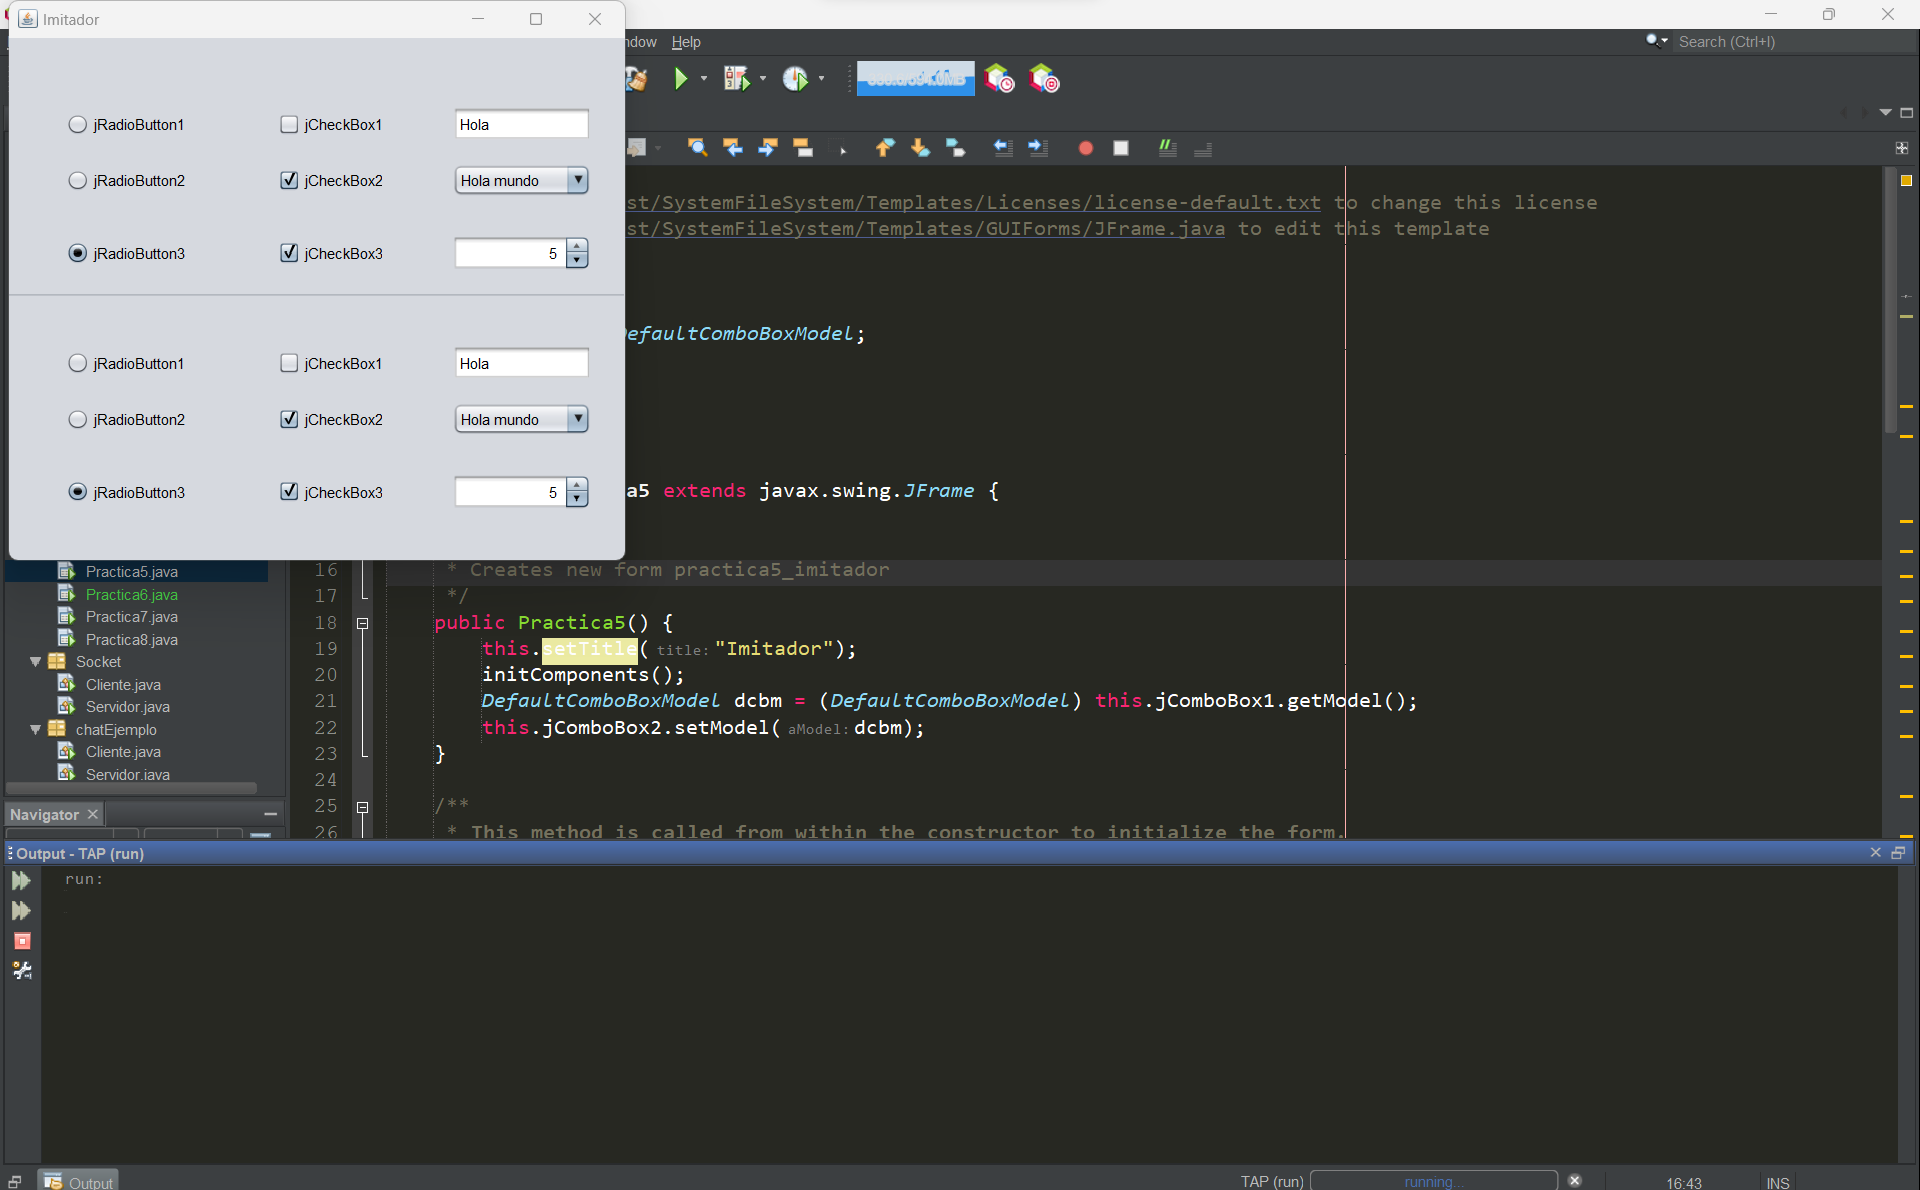 Imitador
ndow Help
Search (Ctrl+I)
jRadioButton1 jCheckBox1 Hola
jRadioButton2 jCheckBox2 Hola mundo
jRadioButton3 jCheckBox3 5
jRadioButton1 jCheckBox1 Hola
jRadioButton2 jCheckBox2 Hola mundo
jRadioButton3 jCheckBox3 5
st/SystemFileSystem/Templates/Licenses/license-default.txt to change this license
st/SystemFileSystem/Templates/GUIForms/JFrame.java to edit this template
DefaultComboBoxModel;
a5 extends javax.swing.JFrame {
Practica5.java
Practica6.java
Practica7.java
Practica8.java
Socket
Cliente.java
Servidor.java
chatEjemplo
Cliente.java
Servidor.java
Navigator
16 * Creates new form practica5_imitador
17 */
18 public Practica5() {
19 this.setTitle( title: "Imitador");
20 initComponents();
21 DefaultComboBoxModel dcbm = (DefaultComboBoxModel) this.jComboBox1.getModel();
22 this.jComboBox2.setModel( aModel: dcbm);
23 }
24
25 /**
26 * This method is called from within the constructor to initialize the form.
Output - TAP (run)
run:
Output
TAP (run) running...
16:43 INS